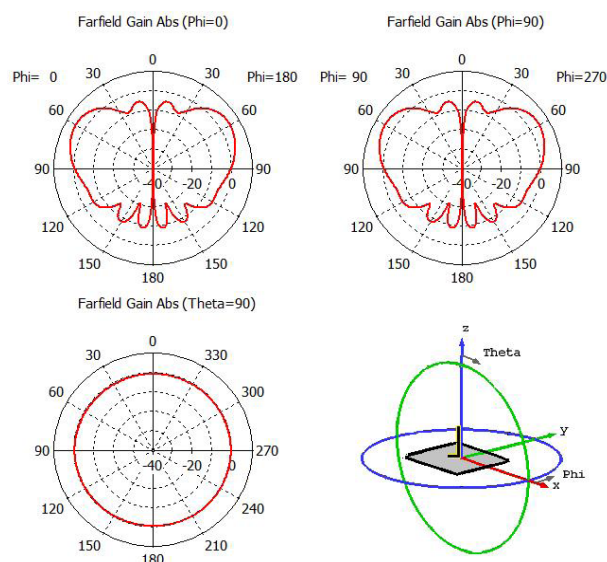 Farfield Gain Abs (Phi=0)
Phi= 0 30 0 30 Phi=180
60 60
90 -40 -20 0 90
120 120
150 180 150
Farfield Gain Abs (Phi=90)
Phi= 90 30 0 30 Phi=270
60 60
90 -40 -20 0 90
120 120
150 180 150
Farfield Gain Abs (Theta=90)
30 0 330
60 300
90 -40 -20 0 270
120 240
150 180 210
z
Theta
y
Phi
x